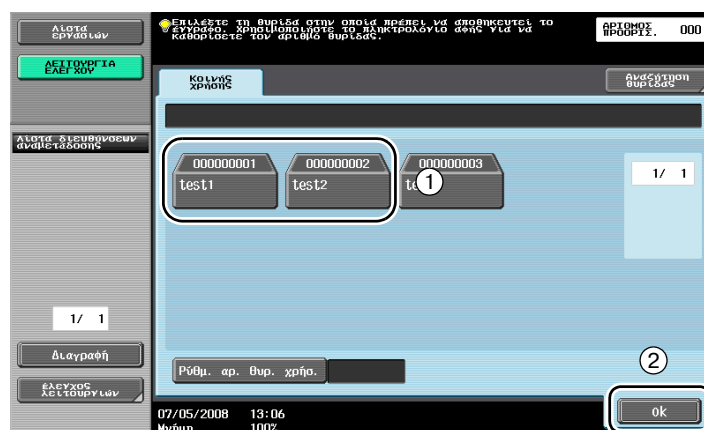 Λίστα
εργασιών
Επιλέξτε τη θυρίδα στην οποία πρέπει να αποθηκευτεί το
έγγραφο. Χρησιμοποιήστε το πληκτρολόγιο αφής για να
καθορίσετε τον αριθμό θυρίδας.
ΑΡΙΘΜΟΣ
ΠΡΟΟΡΙΣ. 000
ΛΕΙΤΟΥΡΓΙΑ
ΕΛΕΓΧΟΥ
Κοινής
χρήσης
Αναζήτηση
θυρίδας
Λίστα διευθύνσεων
αναμετάδοσης
000000001 000000002 000000003
test1 test2 1
1/ 1
1/ 1
Διαγραφή
2
Ρύθμ. αρ. θυρ. χρήσ.
έλεγχος
λειτουργιών
ok
07/05/2008 13:06
Μνήμη 100%